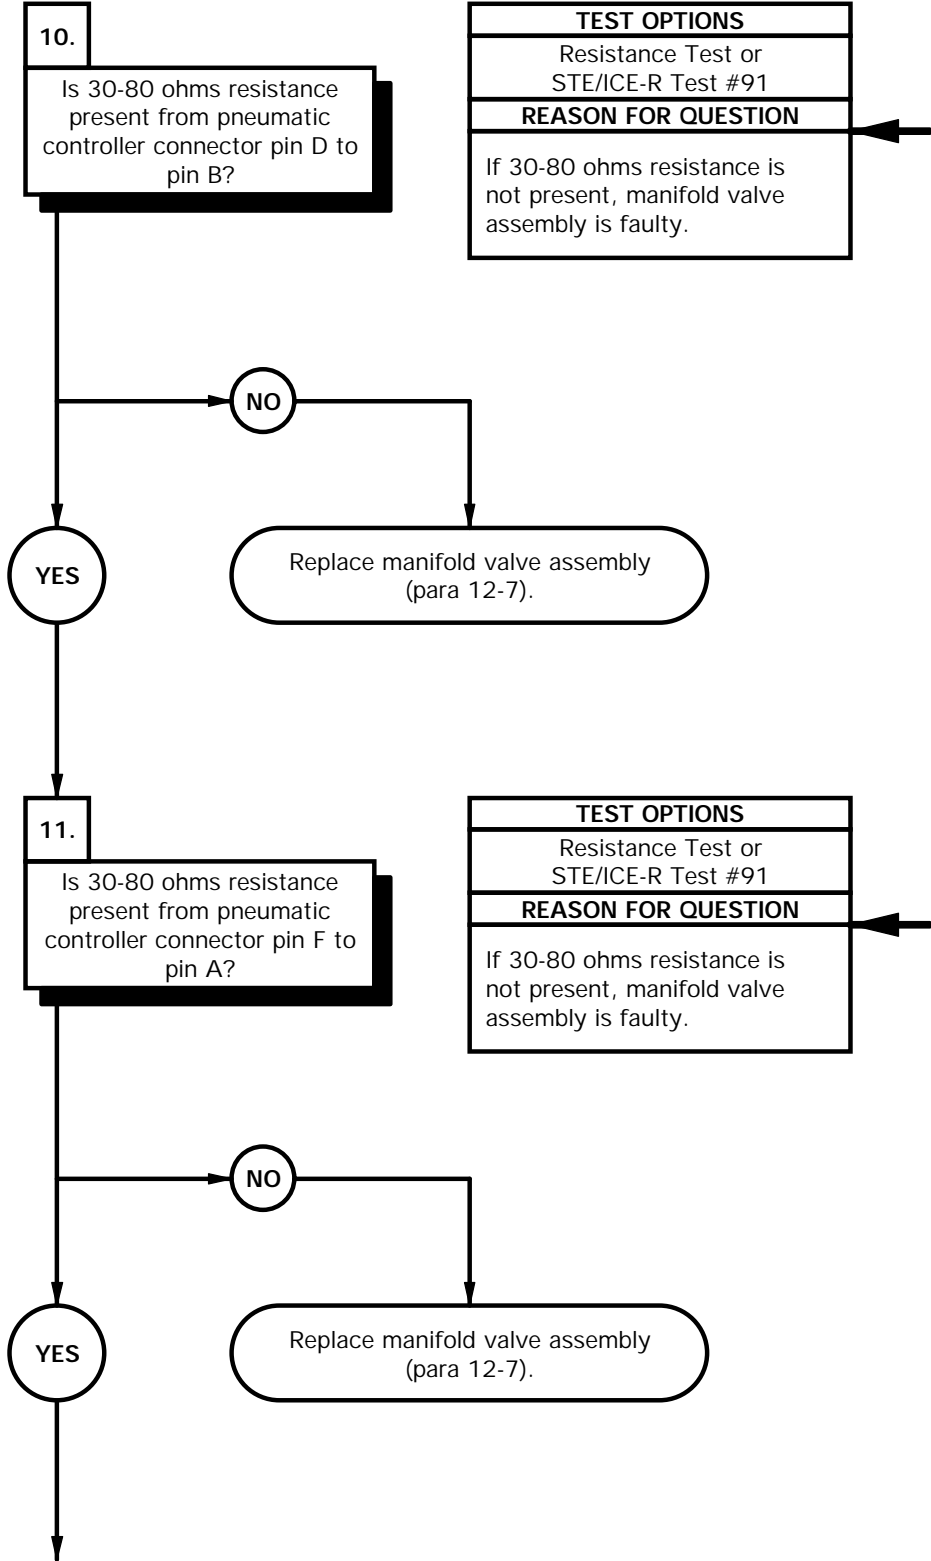 10.
Is 30-80 ohms resistance
present from pneumatic
controller connector pin D to
pin B?
TEST OPTIONS
Resistance Test or
STE/ICE-R Test #91
REASON FOR QUESTION
If 30-80 ohms resistance is
not present, manifold valve
assembly is faulty.
NO
YES
Replace manifold valve assembly
(para 12-7).
11.
Is 30-80 ohms resistance
present from pneumatic
controller connector pin F to
pin A?
TEST OPTIONS
Resistance Test or
STE/ICE-R Test #91
REASON FOR QUESTION
If 30-80 ohms resistance is
not present, manifold valve
assembly is faulty.
NO
YES
Replace manifold valve assembly
(para 12-7).